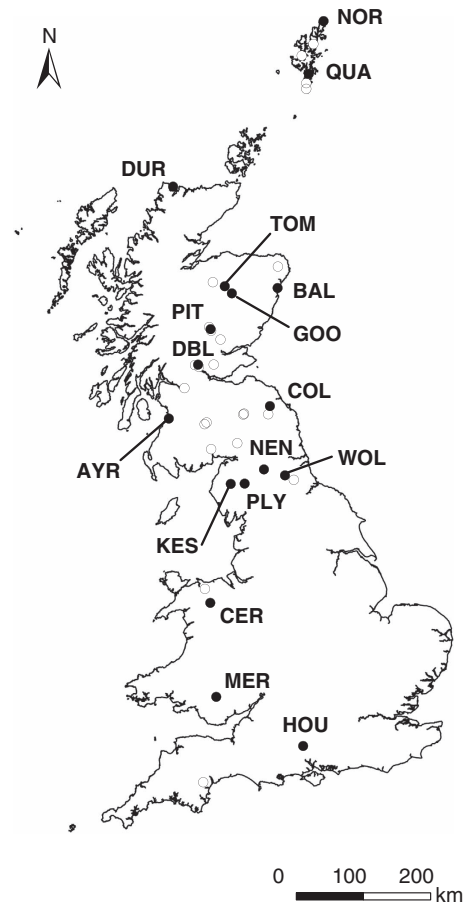 NOR
N
QUA
DUR
TOM
BAL
GOO
PIT
DBL
COL
NEN
WOL
AYR
PLY
KES
CER
MER
HOU
0 100 200
km